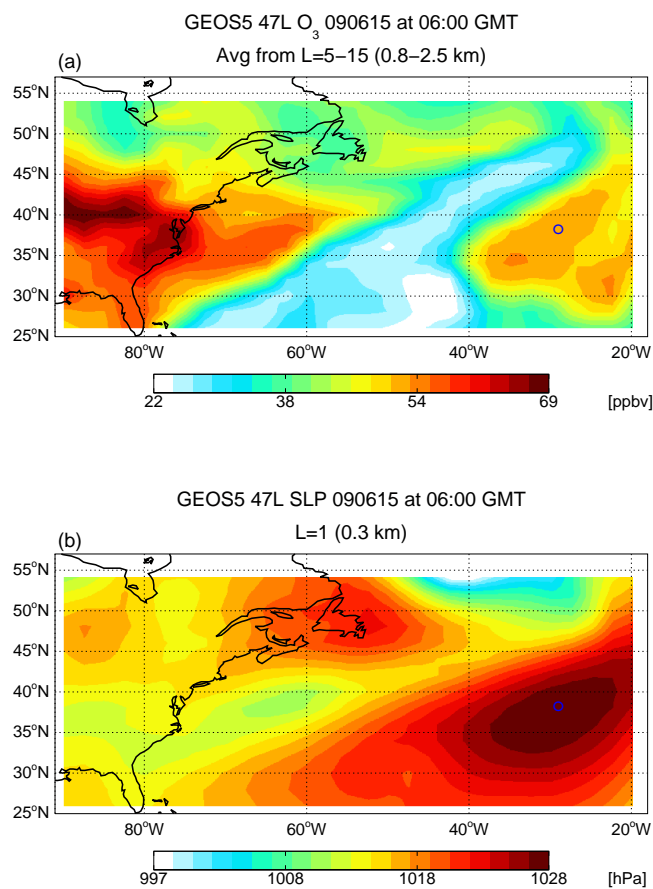 GEOS5 47L O3 090615 at 06:00 GMT
(a)
Avg from L=5−15 (0.8−2.5 km)
55°N
50°N
45°N
40°N
35°N
30°N
25°N
80°W 60°W 40°W 20°W
22 38 54 69 [ppbv]
GEOS5 47L SLP 090615 at 06:00 GMT
(b)
L=1 (0.3 km)
55°N
50°N
45°N
40°N
35°N
30°N
25°N
80°W 60°W 40°W 20°W
997 1008 1018 1028 [hPa]